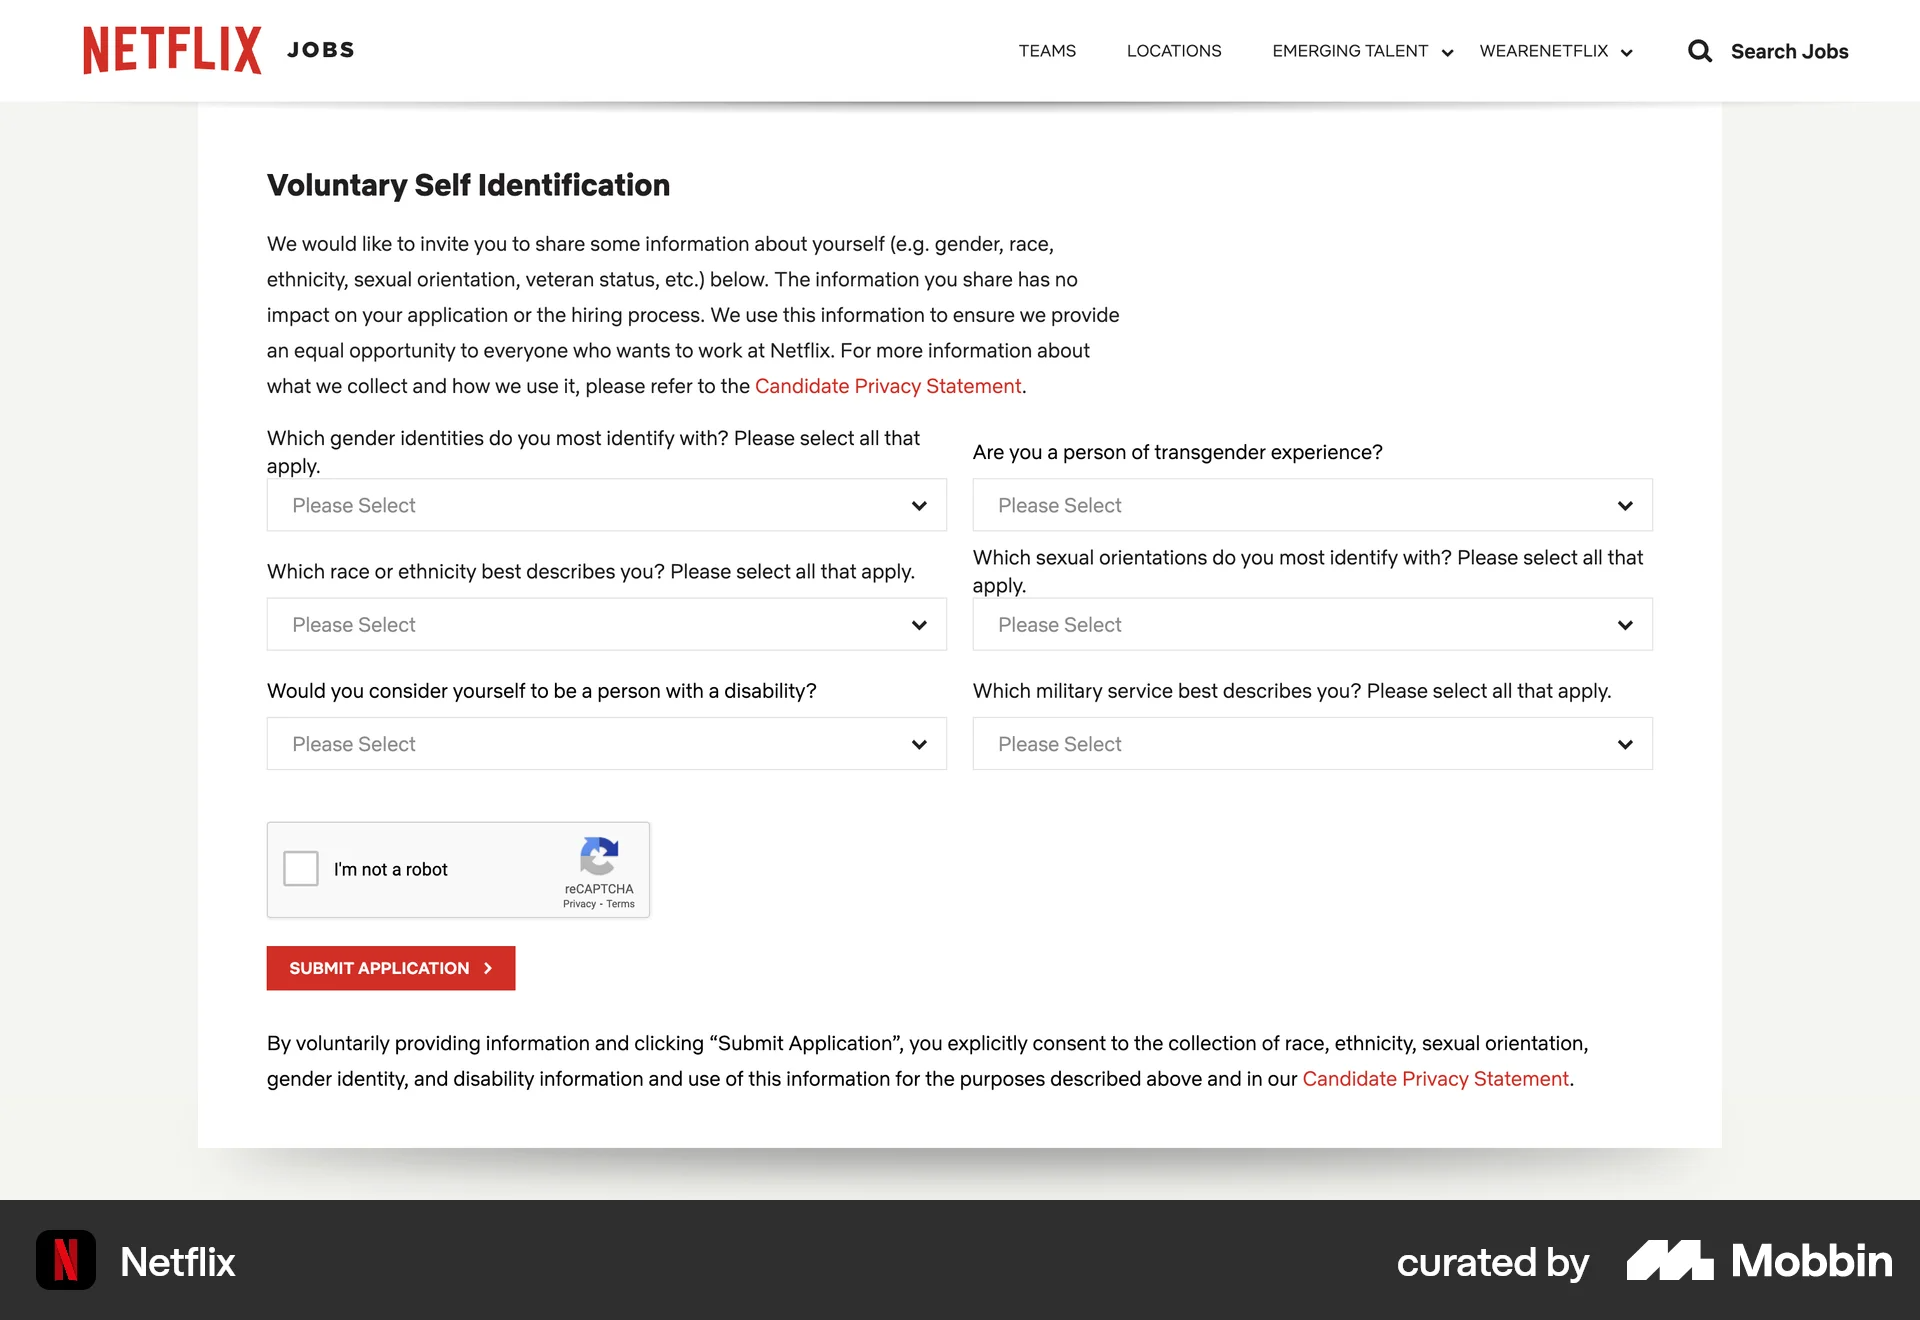 NETFLIX JOBS
TEAMS LOCATIONS EMERGING TALENT WEARENETFLIX Search Jobs
Voluntary Self Identification
We would like to invite you to share some information about yourself (e.g. gender, race,
ethnicity, sexual orientation, veteran status, etc.) below. The information you share has no
impact on your application or the hiring process. We use this information to ensure we provide
an equal opportunity to everyone who wants to work at Netflix. For more information about
what we collect and how we use it, please refer to the Candidate Privacy Statement.
Which gender identities do you most identify with? Please select all that
apply.
Please Select
Are you a person of transgender experience?
Please Select
Which race or ethnicity best describes you? Please select all that apply.
Please Select
Which sexual orientations do you most identify with? Please select all that
apply.
Please Select
Would you consider yourself to be a person with a disability?
Please Select
Which military service best describes you? Please select all that apply.
Please Select
I'm not a robot
reCAPTCHA
Privacy - Terms
SUBMIT APPLICATION
By voluntarily providing information and clicking “Submit Application”, you explicitly consent to the collection of race, ethnicity, sexual orientation,
gender identity, and disability information and use of this information for the purposes described above and in our Candidate Privacy Statement.
N Netflix
curated by Mobbin